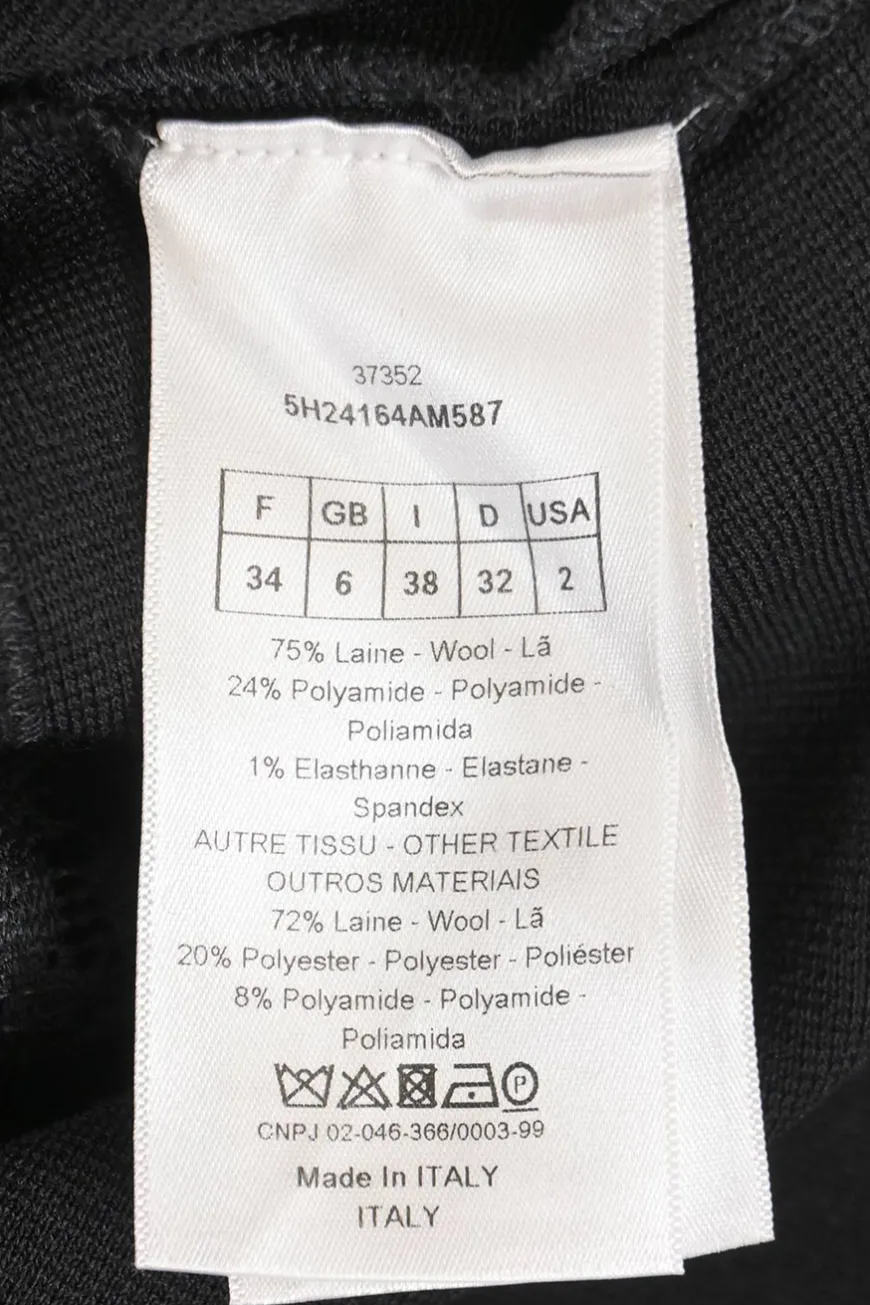 37352
5H24164AM587
F GB I D USA
34 6 38 32 2
75% Laine - Wool - Lã
24% Polyamide - Polyamide -
Poliamida
1% Elasthanne - Elastane -
Spandex
AUTRE TISSU - OTHER TEXTILE
OUTROS MATERIAIS
72% Laine - Wool - Lã
20% Polyester - Polyester - Poliéster
8% Polyamide - Polyamide -
Poliamida
P
CNPJ 02-046-366/0003-99
Made In ITALY
ITALY